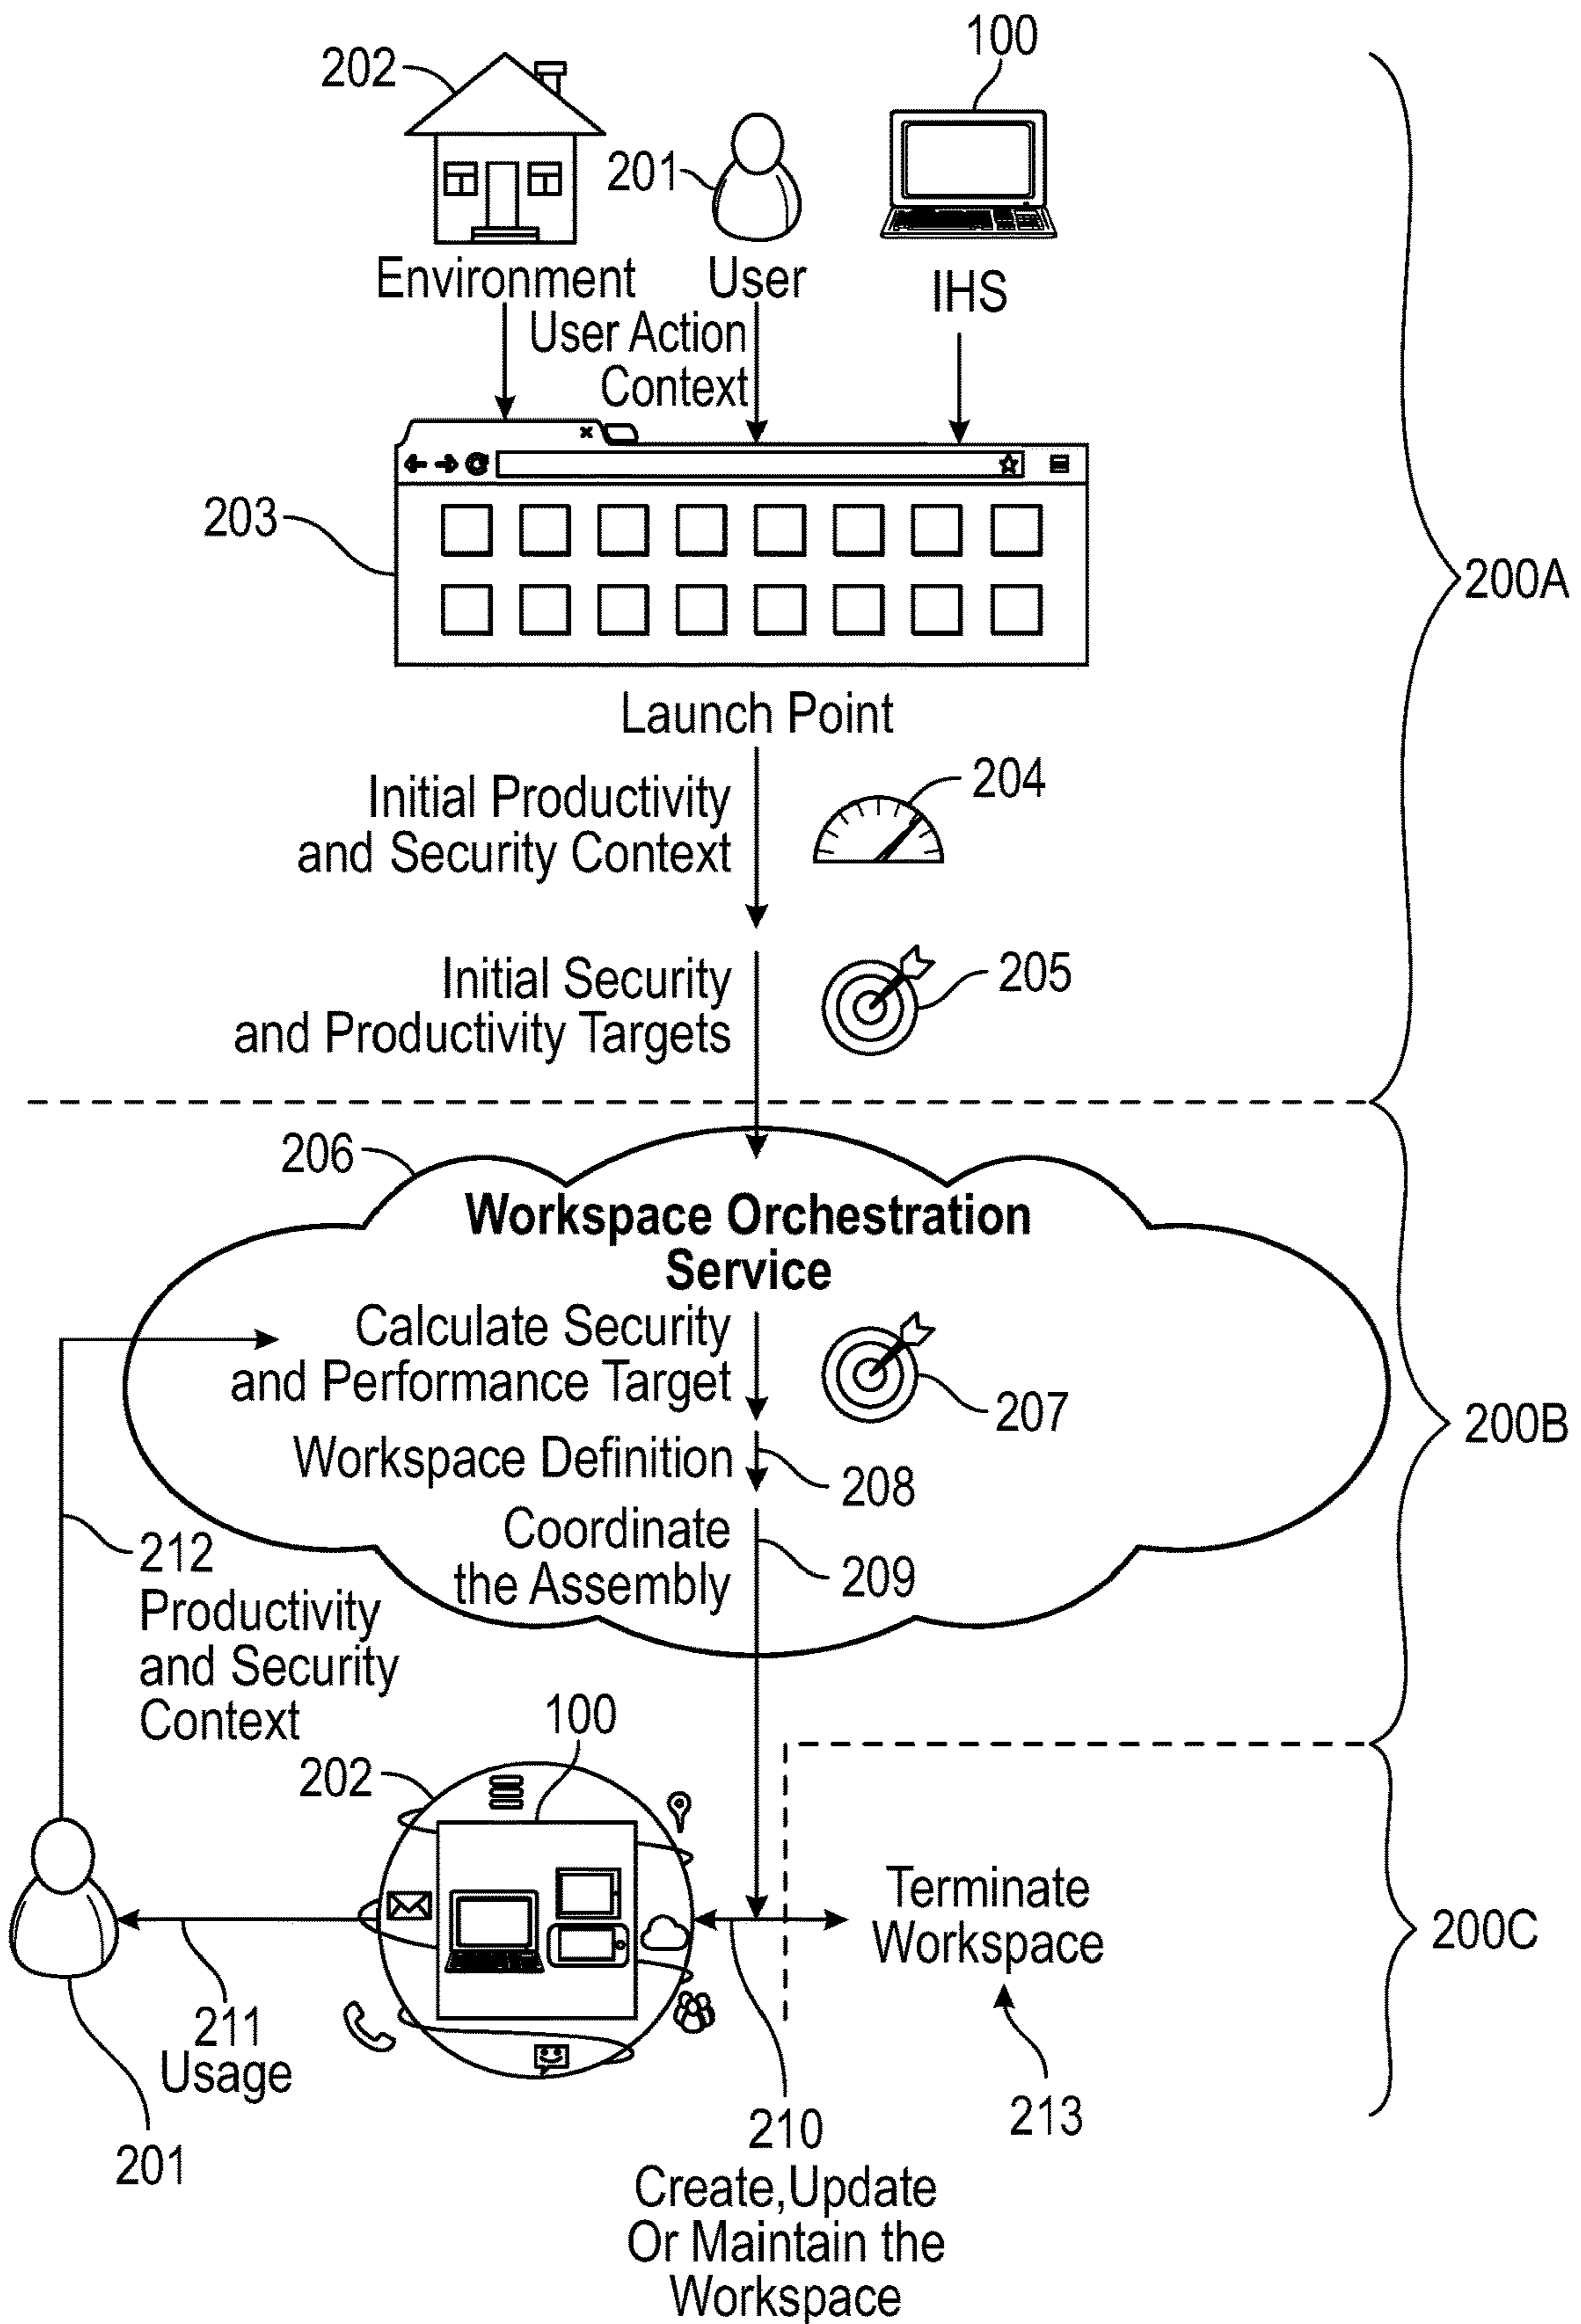 100
202
201
Environment
User
IHS
User Action
Context
203
200A
Launch Point
Initial Productivity
and Security Context
204
Initial Security
and Productivity Targets
205
206
Workspace Orchestration
Service
Calculate Security
and Performance Target
207
200B
Workspace Definition
208
Coordinate
the Assembly
209
212
Productivity
and Security
Context
100
202
Terminate
Workspace
200C
211
Usage
213
210
201
Create,Update
Or Maintain the
Workspace